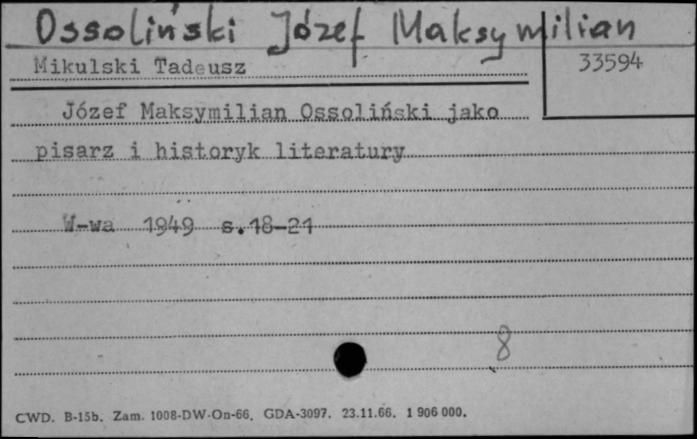 Ossoliński Józef Maksymilian
Mikulski Tadeusz
33594
Józef Maksymilian Ossoliński jako
pisarz i historyk literatury
W-wa 1949 s.18-21
8
CWD. B-15b. Zam. 1008-DW-On-66. GDA-3097. 23.11.66. 1 906 000.